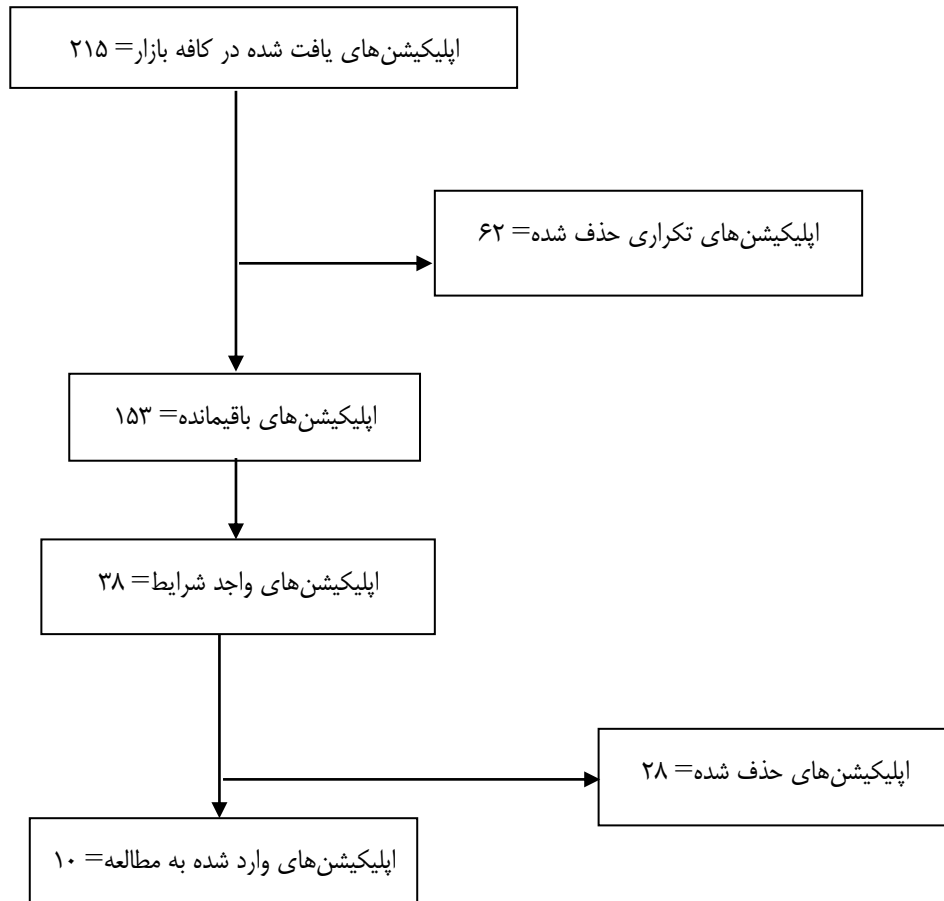 اپلیکیشن‌های یافت شده در کافه بازار= ۲۱۵
اپلیکیشن‌های تکراری حذف شده= ۶۲
اپلیکیشن‌های باقیمانده= ۱۵۳
اپلیکیشن‌های واجد شرایط= ۳۸
اپلیکیشن‌های حذف شده= ۲۸
اپلیکیشن‌های وارد شده به مطالعه= ۱۰